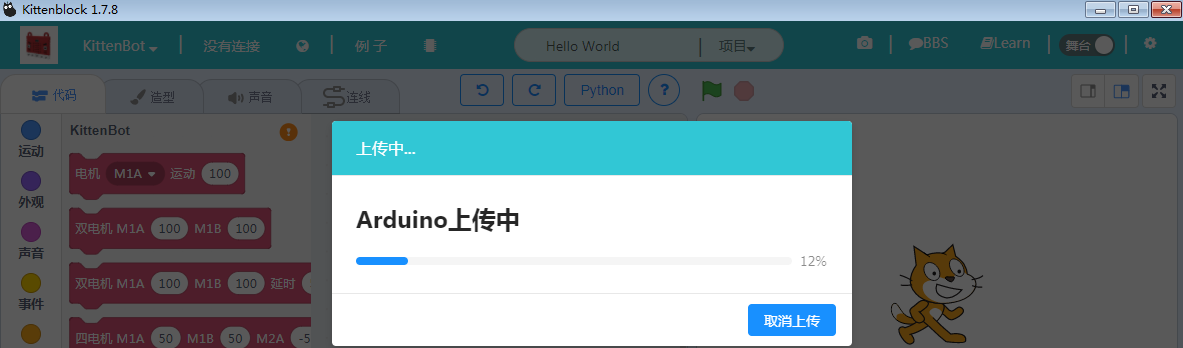 Kittenblock 1.7.8
KittenBot 没有连接 例 子 Hello World 项目 BBS Learn 舞台
代码 造型 声音 连线 Python ?
运动
外观
声音
事件
KittenBot
电机 M1A 运动 100
双电机 M1A 100 M1B 100
双电机 M1A 100 M1B 100 延时
四电机 M1A 50 M1B 50 M2A -5
上传中...
Arduino上传中
12%
取消上传